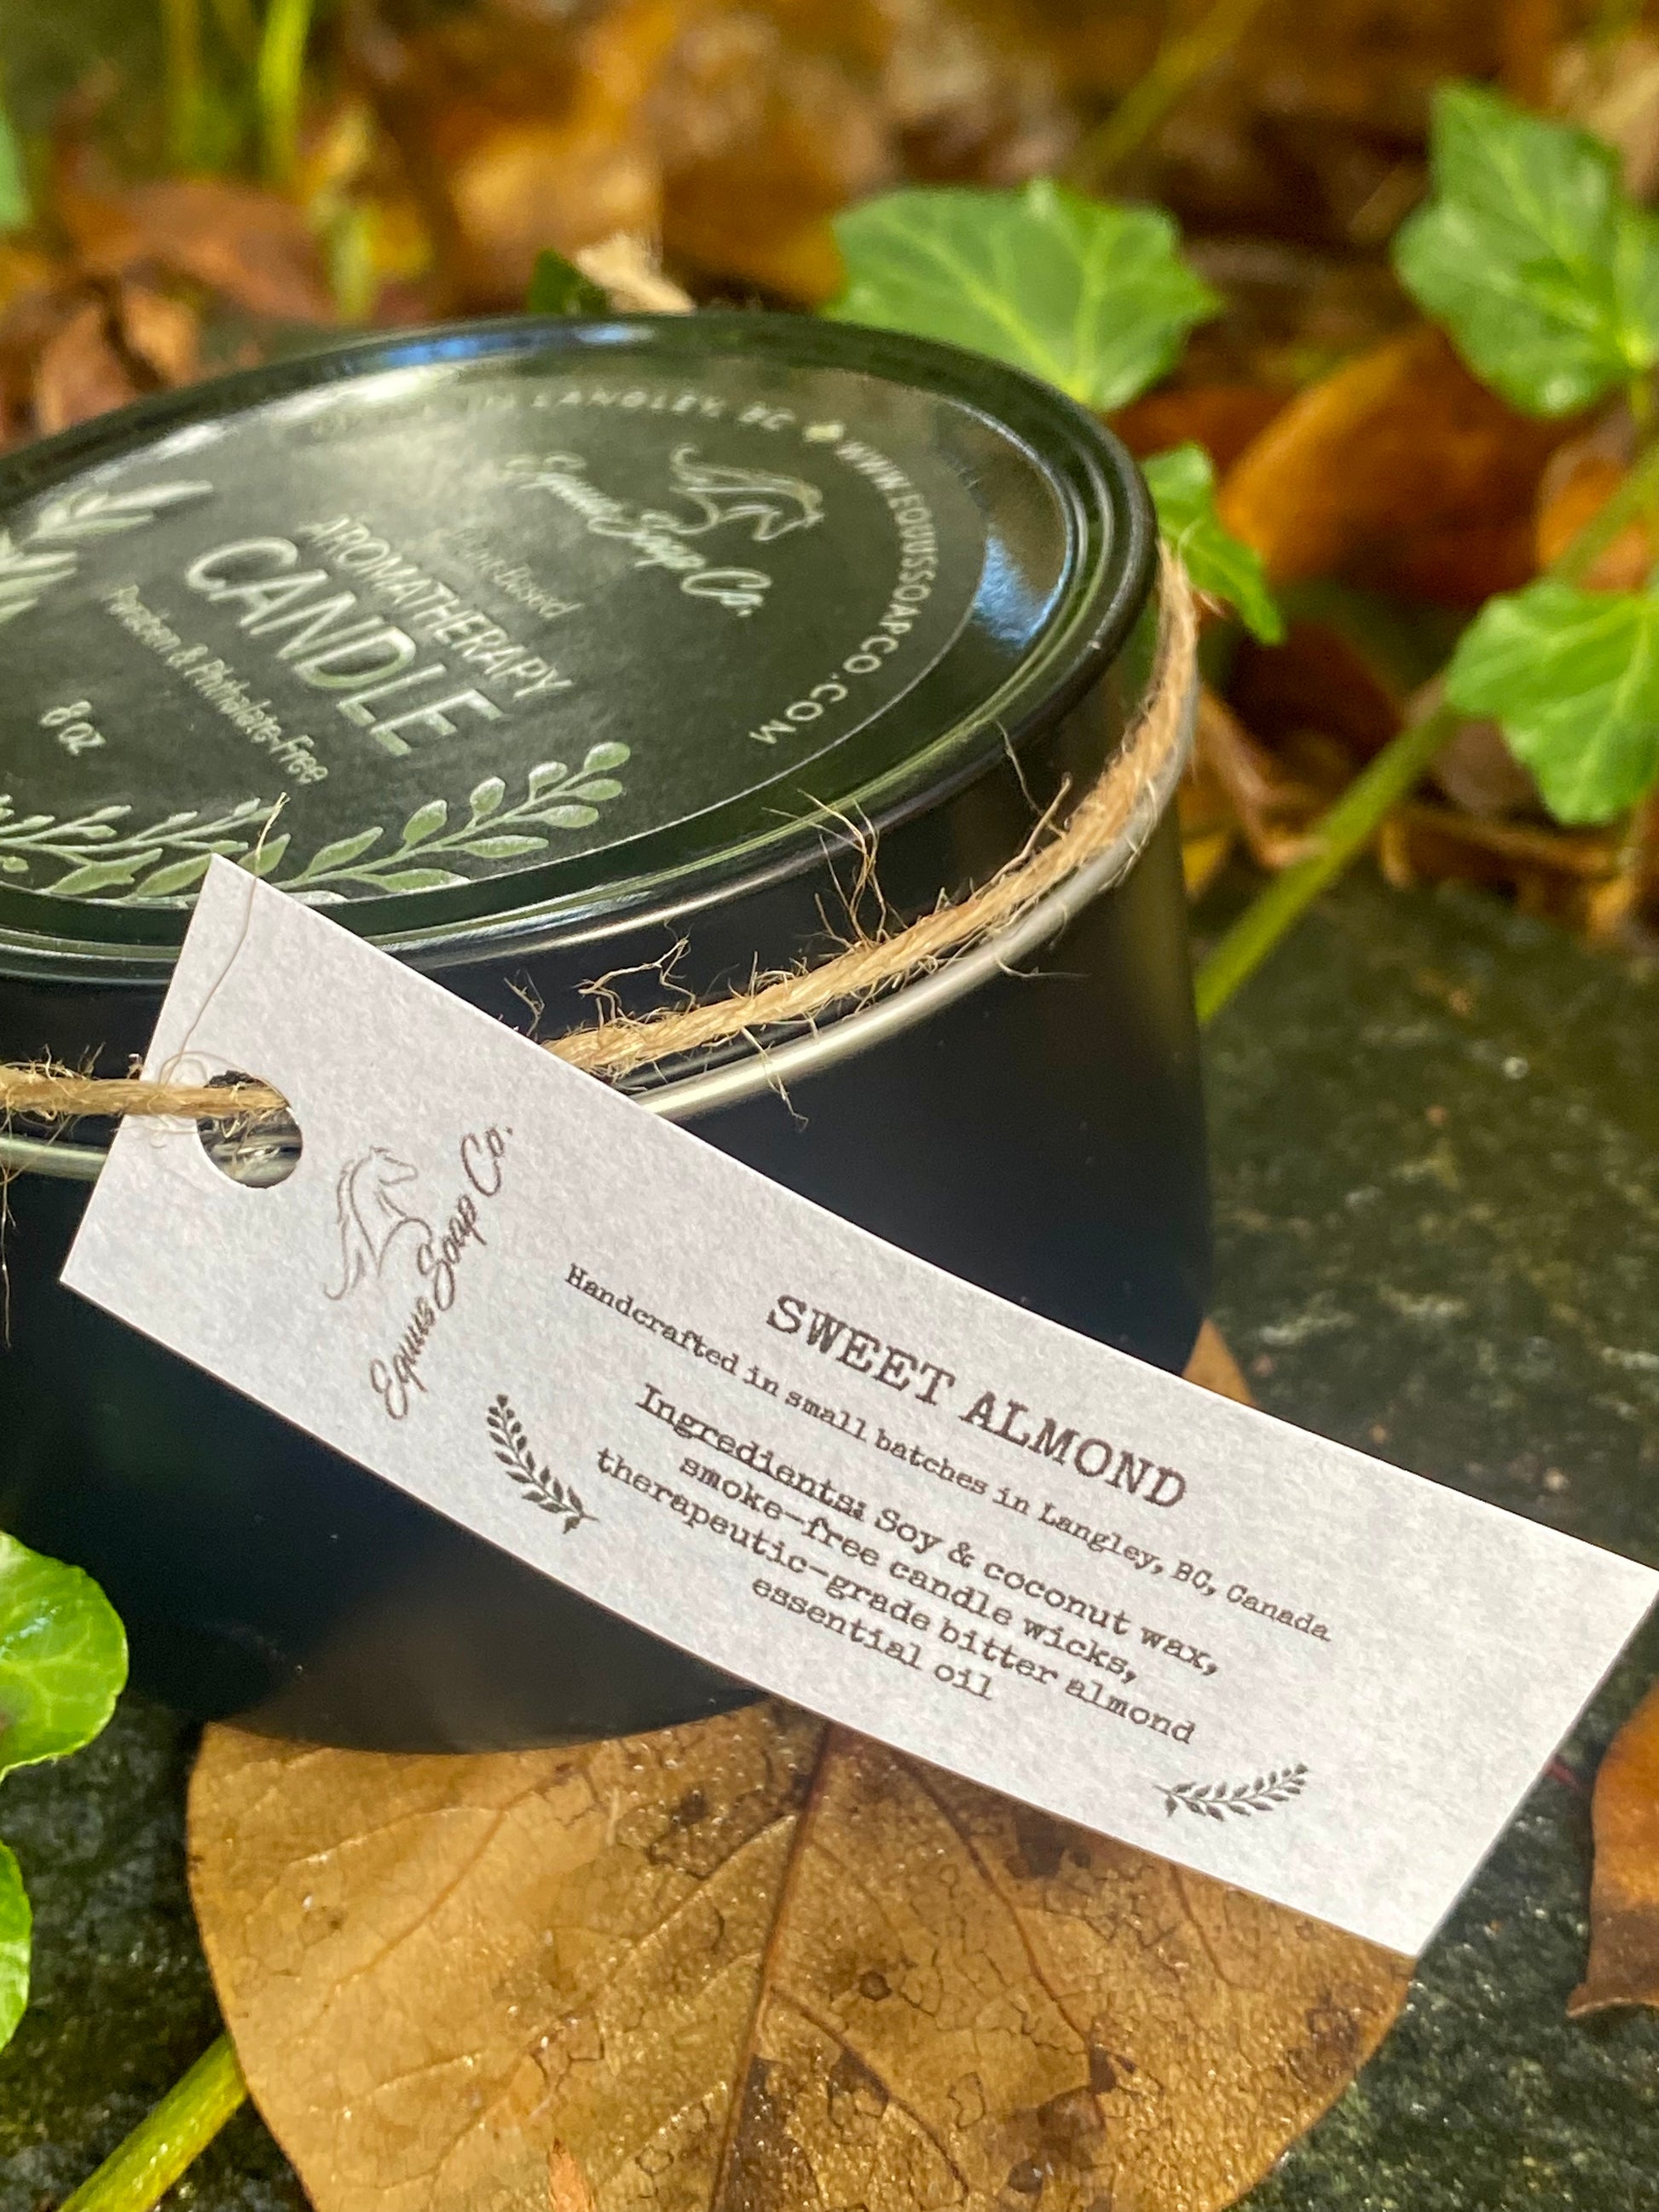 LANGLEY, BC ♦ WWW.EQUUSSOAPCO.COM
Equus Soap Co.
AROMATHERAPY
CANDLE
Paraben & Phthalate-Free
8 oz
Equus Soap Co.
SWEET ALMOND
Handcrafted in small batches in Langley, BC, Canada
Ingredients: Soy & coconut wax,
smoke-free candle wicks,
therapeutic-grade bitter almond
essential oil